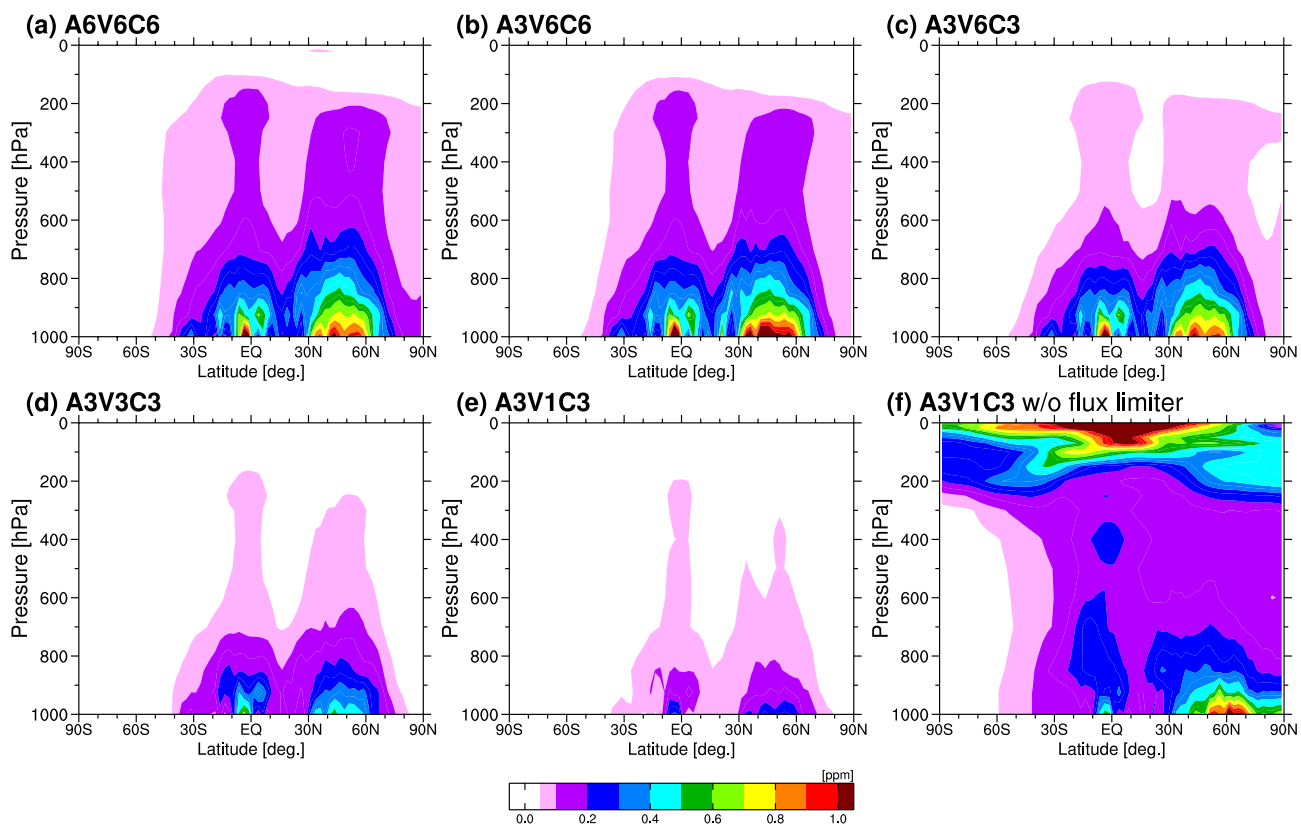 (a) A6V6C6
(b) A3V6C6
(c) A3V6C3
0
200
400
600
800
1000
Pressure [hPa]
90S 60S 30S EQ 30N 60N 90N
Latitude [deg.]
0
200
400
600
800
1000
Pressure [hPa]
90S 60S 30S EQ 30N 60N 90N
Latitude [deg.]
0
200
400
600
800
1000
Pressure [hPa]
90S 60S 30S EQ 30N 60N 90N
Latitude [deg.]
(d) A3V3C3
(e) A3V1C3
(f) A3V1C3 w/o flux limiter
0
200
400
600
800
1000
Pressure [hPa]
90S 60S 30S EQ 30N 60N 90N
Latitude [deg.]
0
200
400
600
800
1000
Pressure [hPa]
90S 60S 30S EQ 30N 60N 90N
Latitude [deg.]
0
200
400
600
800
1000
Pressure [hPa]
90S 60S 30S EQ 30N 60N 90N
Latitude [deg.]
[ppm]
0.0 0.2 0.4 0.6 0.8 1.0